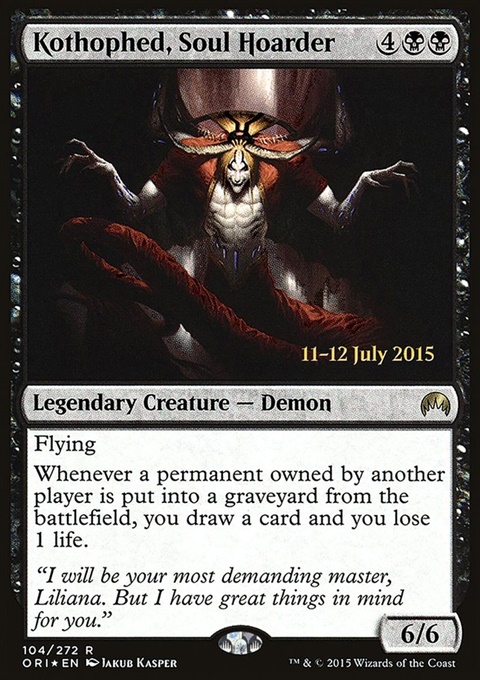 Kothophed, Soul Hoarder 4
11–12 July 2015
Legendary Creature — Demon
Flying
Whenever a permanent owned by another
player is put into a graveyard from the
battlefield, you draw a card and you lose
1 life.
“I will be your most demanding master,
Liliana. But I have great things in mind
for you.”
6/6
104/272 R
ORI★EN Jakub Kasper
™ & © 2015 Wizards of the Coast